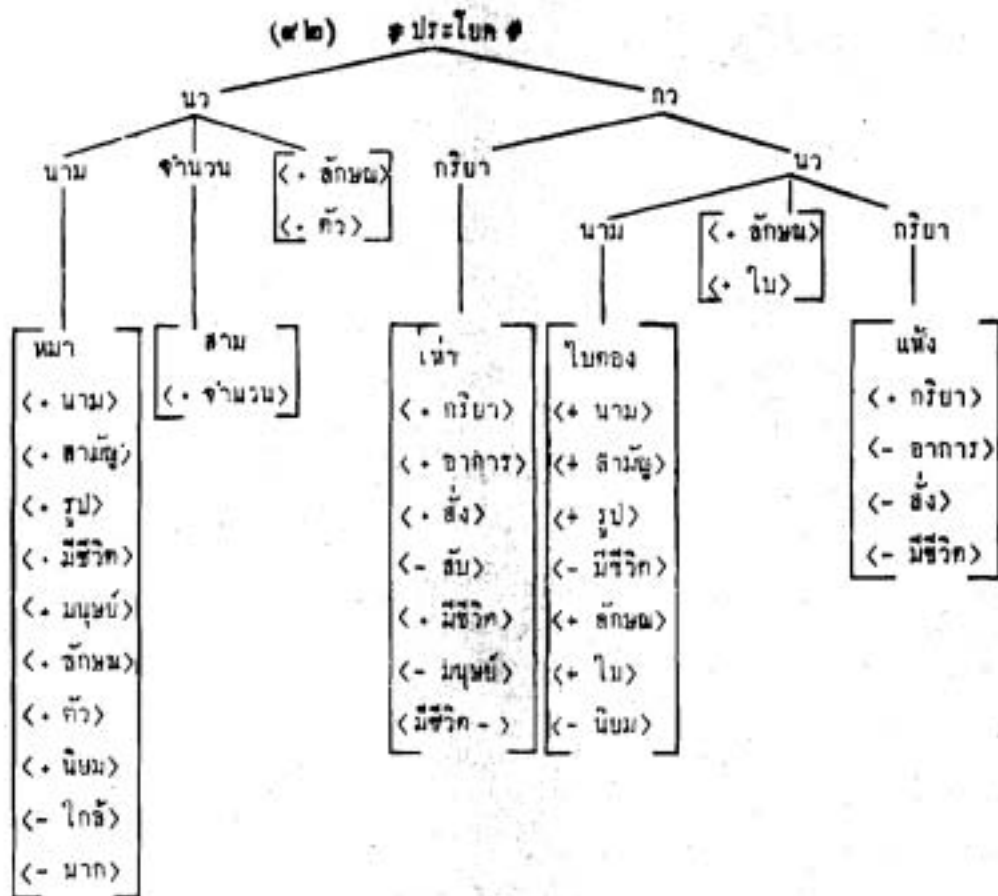 (๙๒) # ประโยค #
นว กว
นาม จำนวน <+ ลักษณ> กริยา นว
<+ ตัว> นาม <+ ลักษณ> กริยา
<+ ใบ>
หมา
<+ นาม>
<+ สามัญ>
<+ รูป>
<+ มีชีวิต>
<+ มนุษย์>
<+ ลักษณ>
<+ ตัว>
<+ นิยม>
<- ใกล้>
<- มาก>
สาม
<+ จำนวน>
เห่า
<+ กริยา>
<+ อาการ>
<+ สั่ง>
<- สับ>
<+ มีชีวิต>
<- มนุษย์>
<มีชีวิต ->
ใบตอง
<+ นาม>
<+ สามัญ>
<+ รูป>
<- มีชีวิต>
<+ ลักษณ>
<+ ใบ>
<- นิยม>
แห้ง
<+ กริยา>
<- อาการ>
<- สั่ง>
<- มีชีวิต>